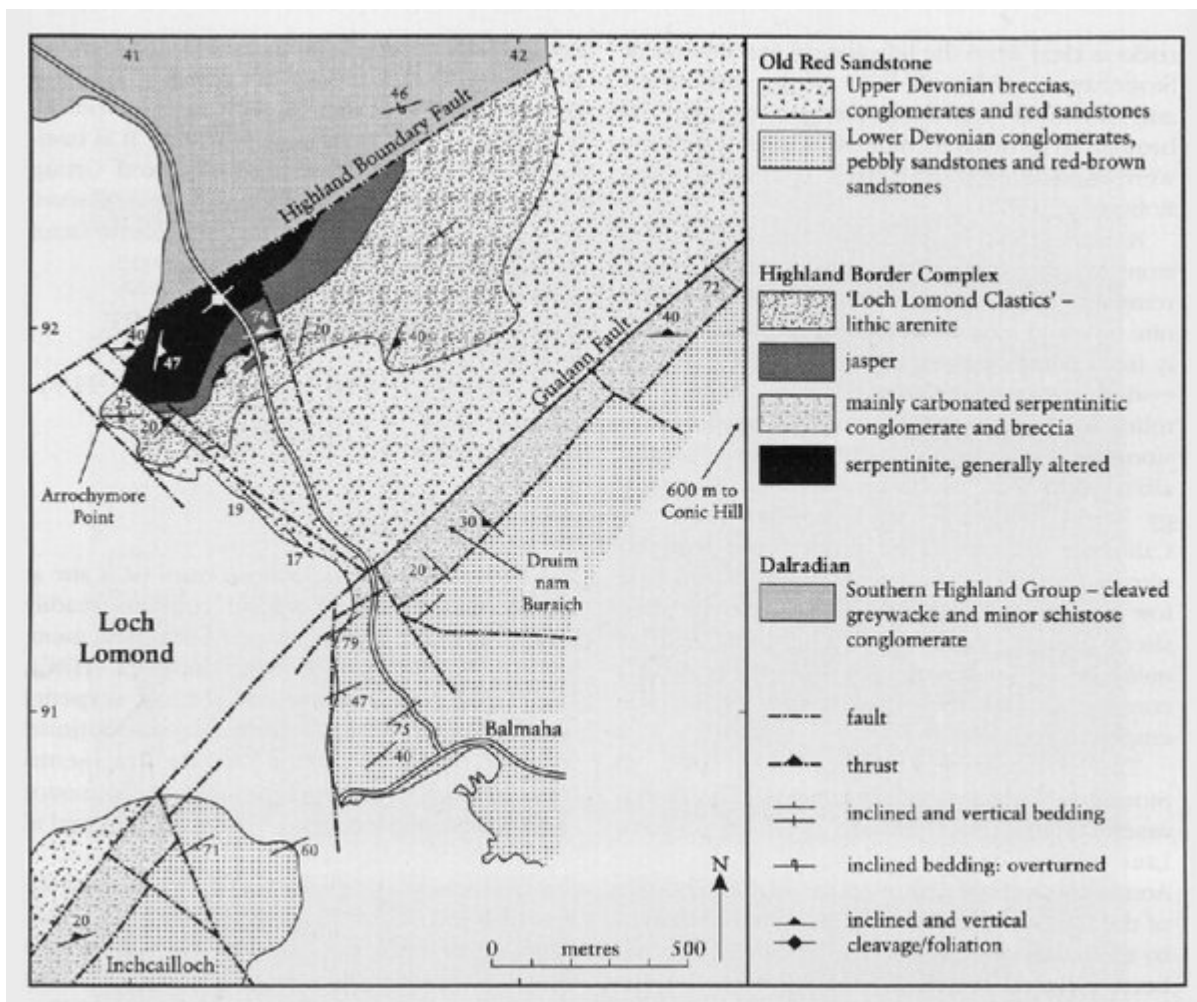 41
42
46
Highland Boundary Fault
92
40
47
74
20
40
25
20
Gualann Fault
72
40
Arrochymore
Point
19
17
600 m to
Conic Hill
30
20
Druim
nam
Buraich
Loch
Lomond
79
47
91
75
40
Balmaha
71
60
20
Inchcailloch
N
0 metres 500
Old Red Sandstone
Upper Devonian breccias,
conglomerates and red sandstones
Lower Devonian conglomerates,
pebbly sandstones and red-brown
sandstones
Highland Border Complex
'Loch Lomond Clastics' –
lithic arenite
jasper
mainly carbonated serpentinitic
conglomerate and breccia
serpentinite, generally altered
Dalradian
Southern Highland Group – cleaved
greywacke and minor schistose
conglomerate
fault
thrust
inclined and vertical bedding
inclined bedding: overturned
inclined and vertical
cleavage/foliation